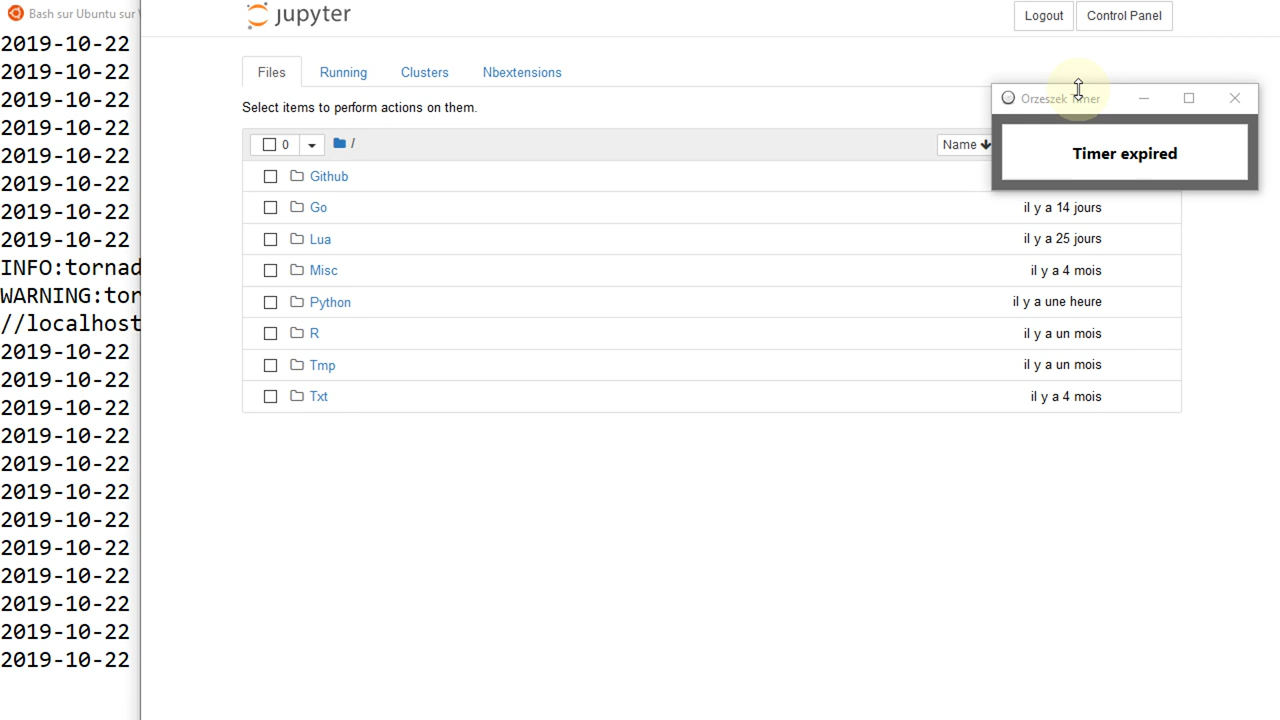 Bash sur Ubuntu sur
2019-10-22
2019-10-22
2019-10-22
2019-10-22
2019-10-22
2019-10-22
2019-10-22
2019-10-22
INFO:tornad
WARNING:tor
//localhost
2019-10-22
2019-10-22
2019-10-22
2019-10-22
2019-10-22
2019-10-22
2019-10-22
2019-10-22
2019-10-22
2019-10-22
2019-10-22
2019-10-22
jupyter
Logout Control Panel
Files Running Clusters Nbextensions
Select items to perform actions on them.
0 / Name
Github
Go il y a 14 jours
Lua il y a 25 jours
Misc il y a 4 mois
Python il y a une heure
R il y a un mois
Tmp il y a un mois
Txt il y a 4 mois
Orzeszek Timer
Timer expired